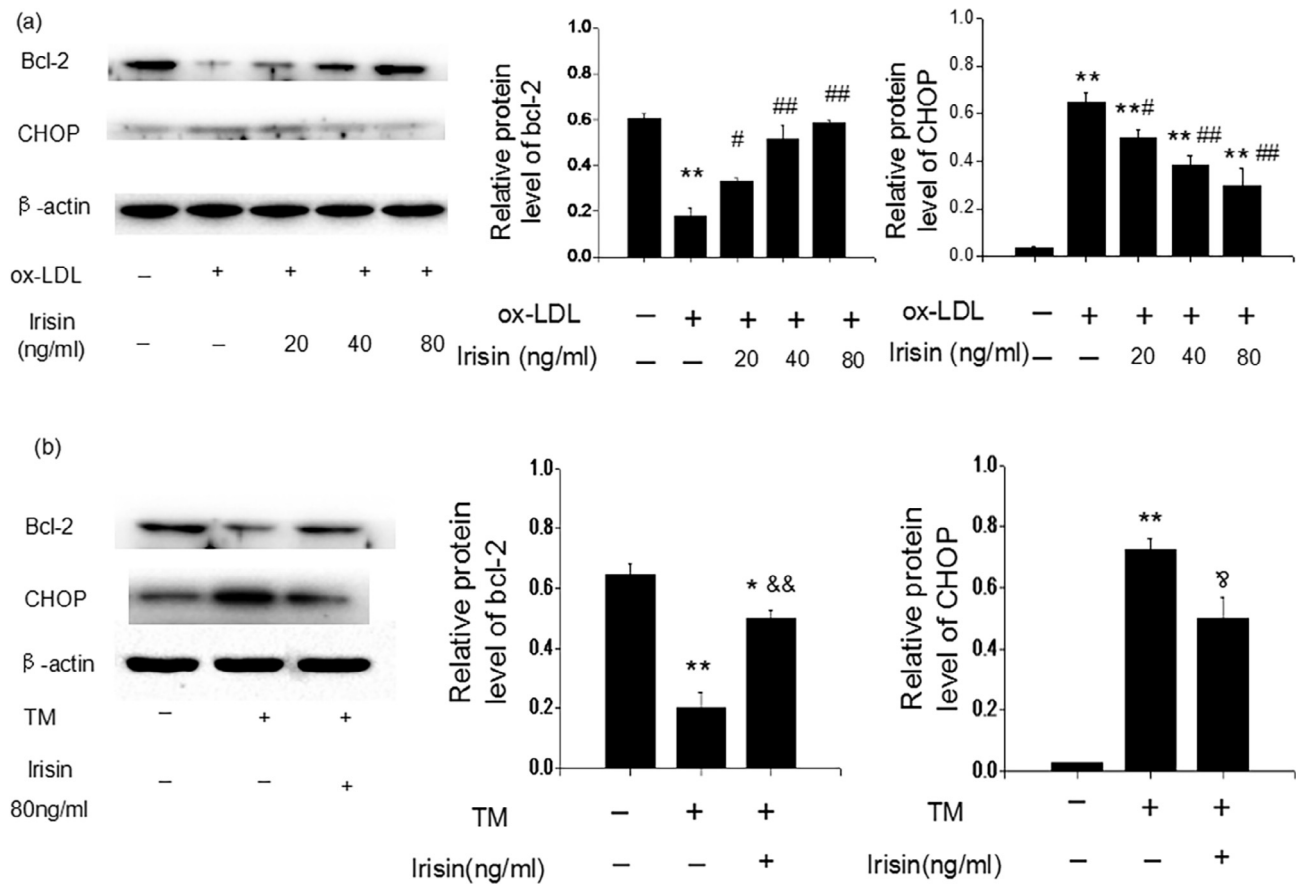 (a)
Bcl-2
CHOP
β-actin
ox-LDL – + + + +
Irisin
(ng/ml) – – 20 40 80
Relative protein
level of bcl-2
1.0
0.8
0.6
0.4
0.2
0.0
**
#
##
##
ox-LDL – + + + +
Irisin (ng/ml) – – 20 40 80
Relative protein
level of CHOP
1.0
0.8
0.6
0.4
0.2
0.0
**
**#
** ##
** ##
ox-LDL – + + + +
Irisin (ng/ml) – – 20 40 80
(b)
Bcl-2
CHOP
β-actin
TM – + +
Irisin
80ng/ml – – +
Relative protein
level of bcl-2
1.0
0.8
0.6
0.4
0.2
0.0
**
* &&
TM – + +
Irisin(ng/ml) – – +
Relative protein
level of CHOP
1.0
0.8
0.6
0.4
0.2
0.0
**
TM – + +
Irisin(ng/ml) – – +